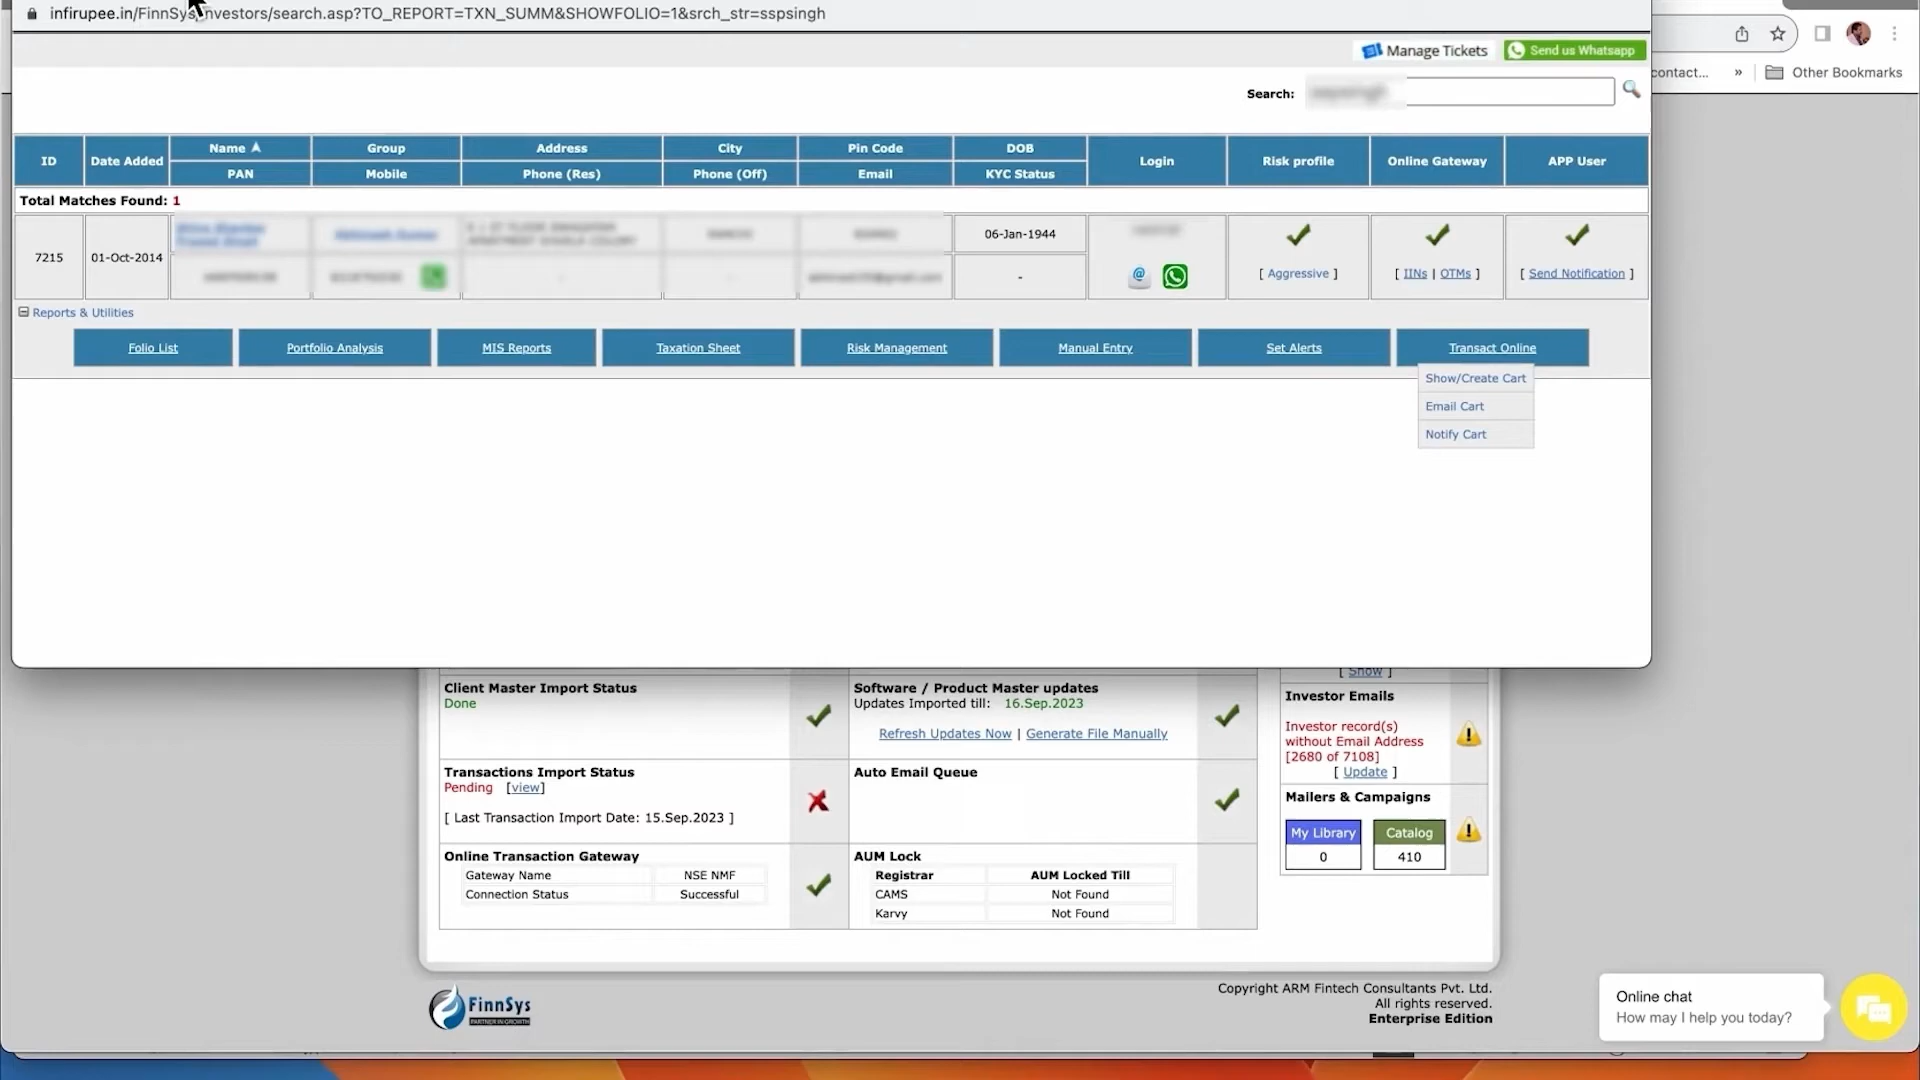 infirupee.in/FinnSys/investors/search.asp?TO_REPORT=TXN_SUMM&SHOWFOLIO=1&srch_str=sspsingh
contact... » Other Bookmarks
Manage Tickets Send us Whatsapp
Search:
ID Date Added Name Group Address City Pin Code DOB Login Risk profile Online Gateway APP User
PAN Mobile Phone (Res) Phone (Off) Email KYC Status
Total Matches Found: 1
7215 01-Oct-2014 06-Jan-1944
- [ Aggressive ] [ IINs | OTMs ] [ Send Notification ]
Reports & Utilities
Folio List Portfolio Analysis MIS Reports Taxation Sheet Risk Management Manual Entry Set Alerts Transact Online
Show/Create Cart
Email Cart
Notify Cart
[ Show ]
Client Master Import Status
Done
Software / Product Master updates
Updates Imported till: 16.Sep.2023
Refresh Updates Now | Generate File Manually
Investor Emails
Investor record(s)
without Email Address
[2680 of 7108]
[ Update ]
Transactions Import Status
Pending [view]
[ Last Transaction Import Date: 15.Sep.2023 ]
Auto Email Queue
Mailers & Campaigns
My Library Catalog
0 410
Online Transaction Gateway
Gateway Name NSE NMF
Connection Status Successful
AUM Lock
Registrar AUM Locked Till
CAMS Not Found
Karvy Not Found
FinnSys
PARTNER IN GROWTH
Copyright ARM Fintech Consultants Pvt. Ltd.
All rights reserved.
Enterprise Edition
Online chat
How may I help you today?